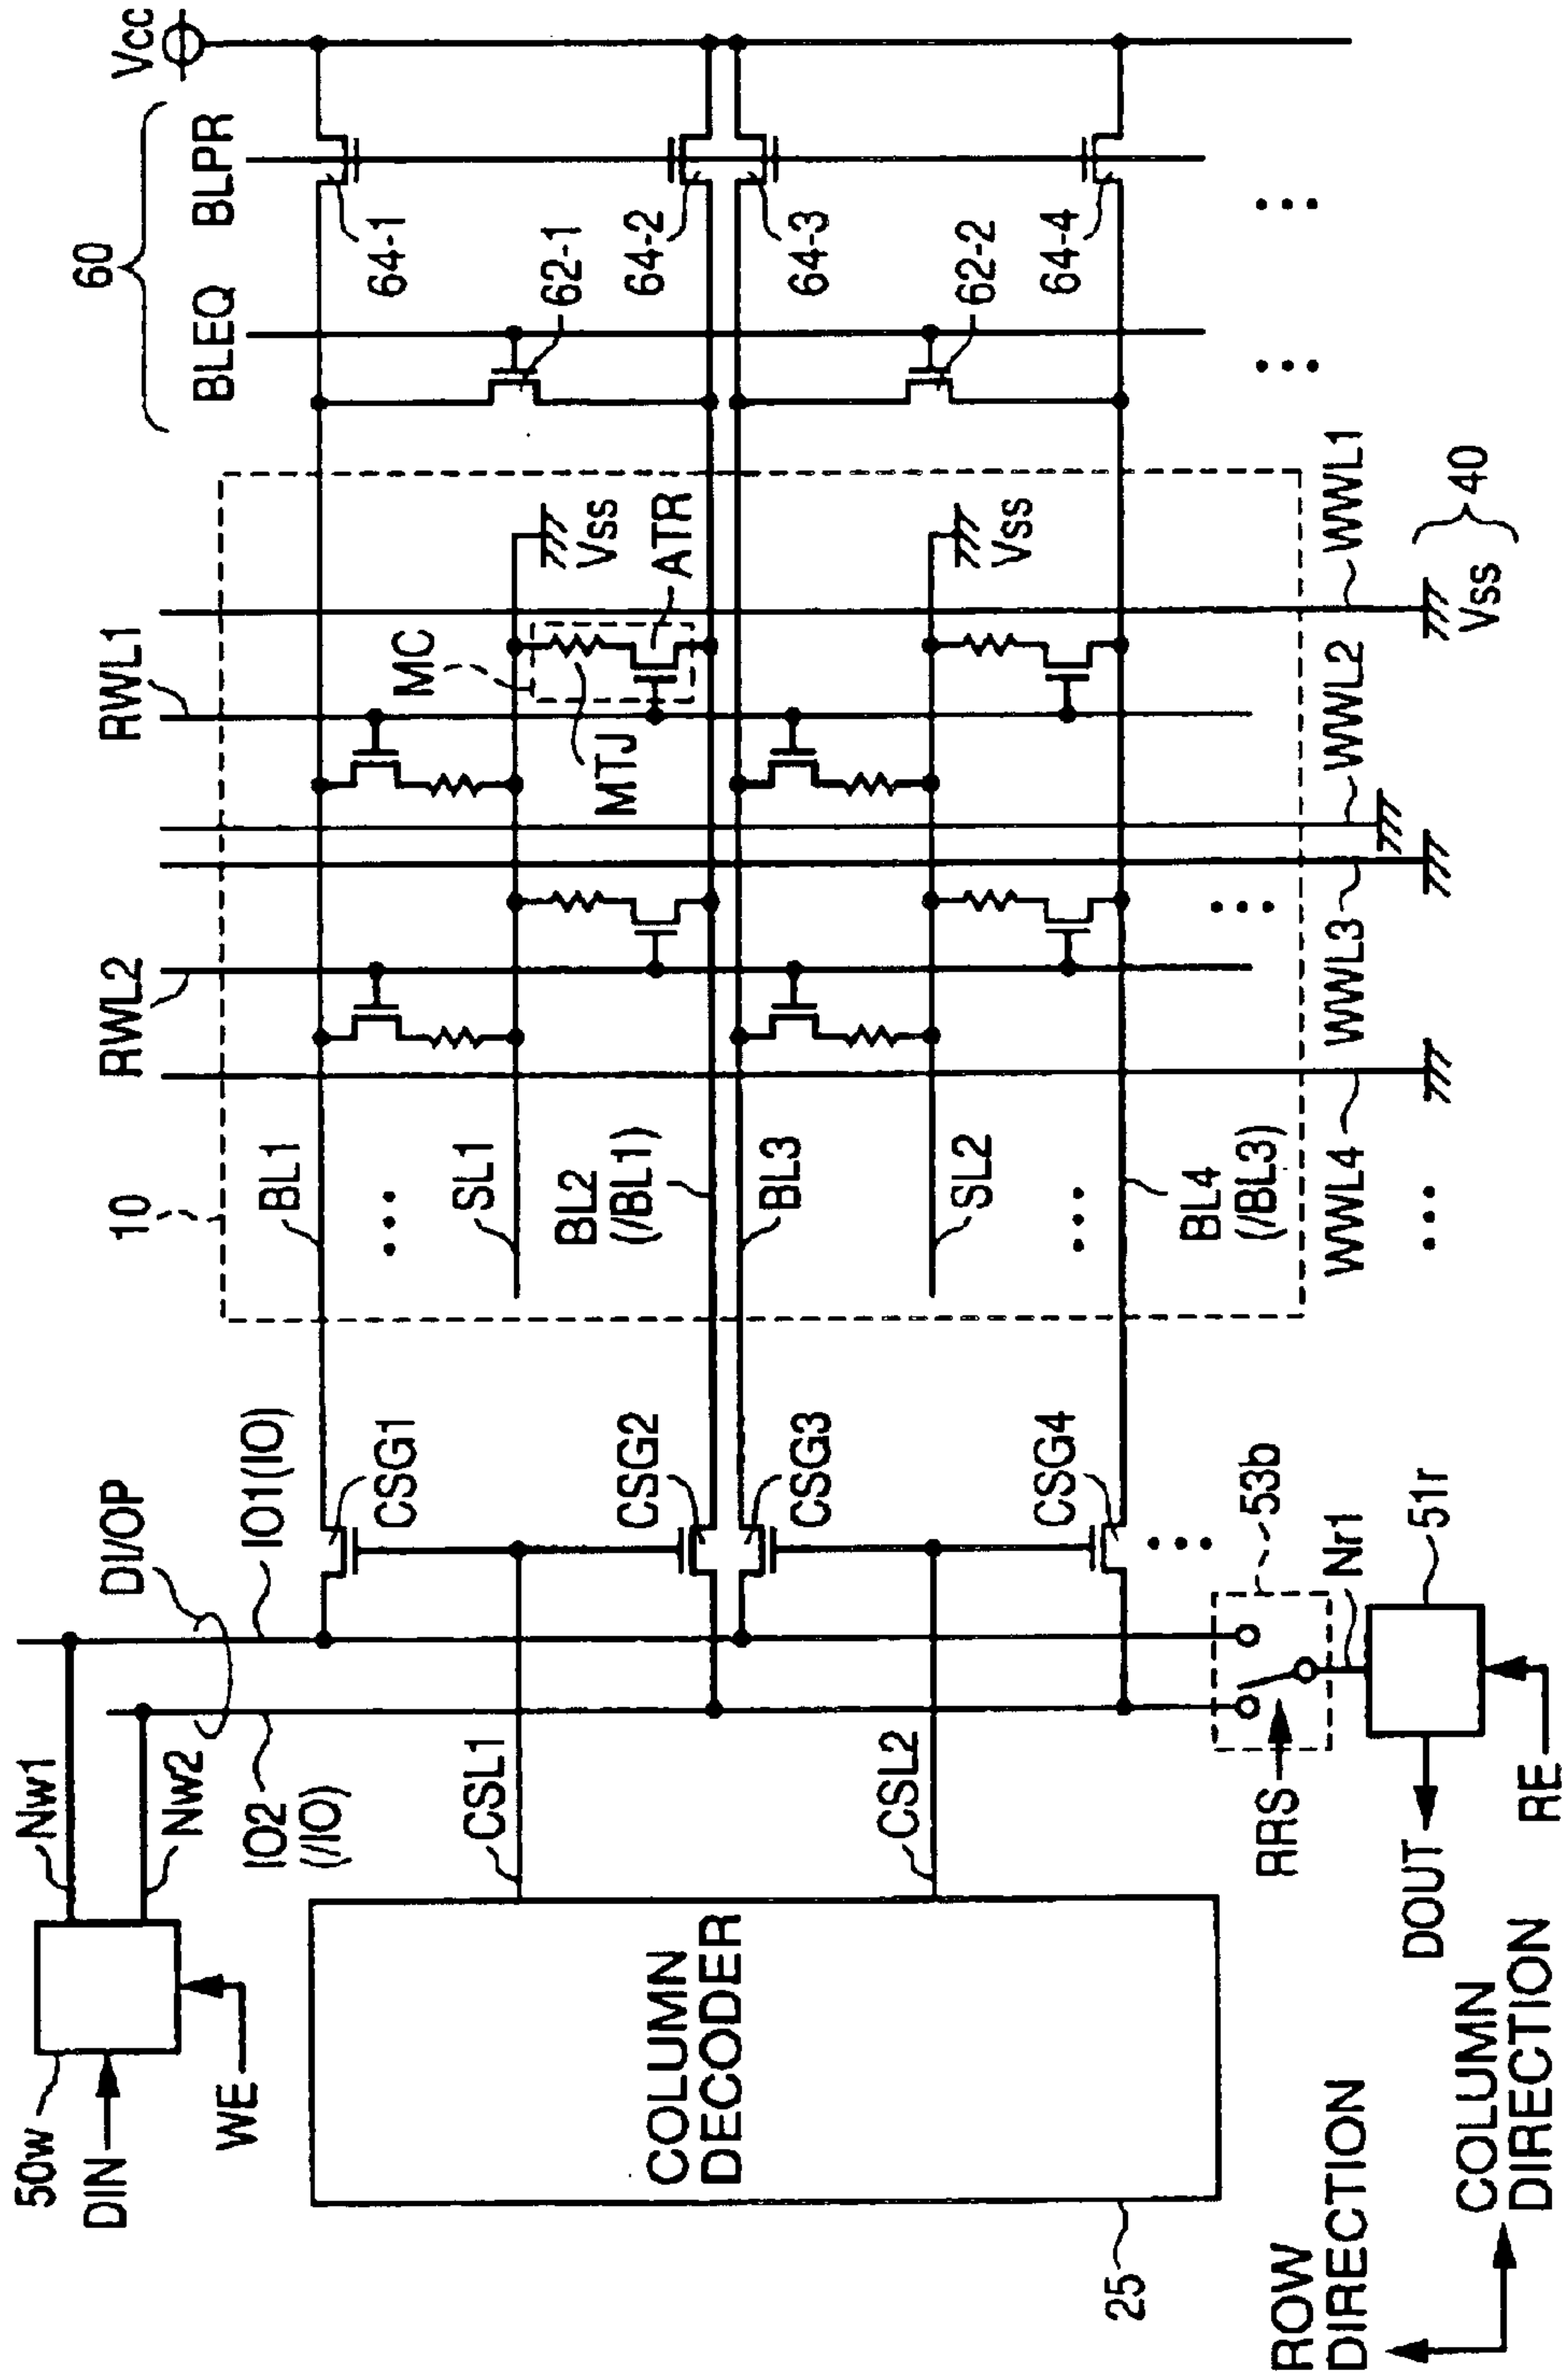 Vcc
60
BLPR
BLEQ
64-1
62-1
64-2
64-3
62-2
64-4
RWL1
MC
MTJ
ATR
Vss
Vss
WWL1
40
Vss
WWL2
RWL2
WWL3
10
BL1
SL1
BL2
(/BL1)
BL3
SL2
BL4
(/BL3)
WWL4
IO1(IO)
DI/OP
CSG1
CSG2
CSG3
CSG4
53b
Nr1
51r
Nw1
Nw2
IO2
(/IO)
CSL1
CSL2
RRS
DOUT
RE
50w
DIN
WE
COLUMN
DECODER
25
ROW
DIRECTION
COLUMN
DIRECTION